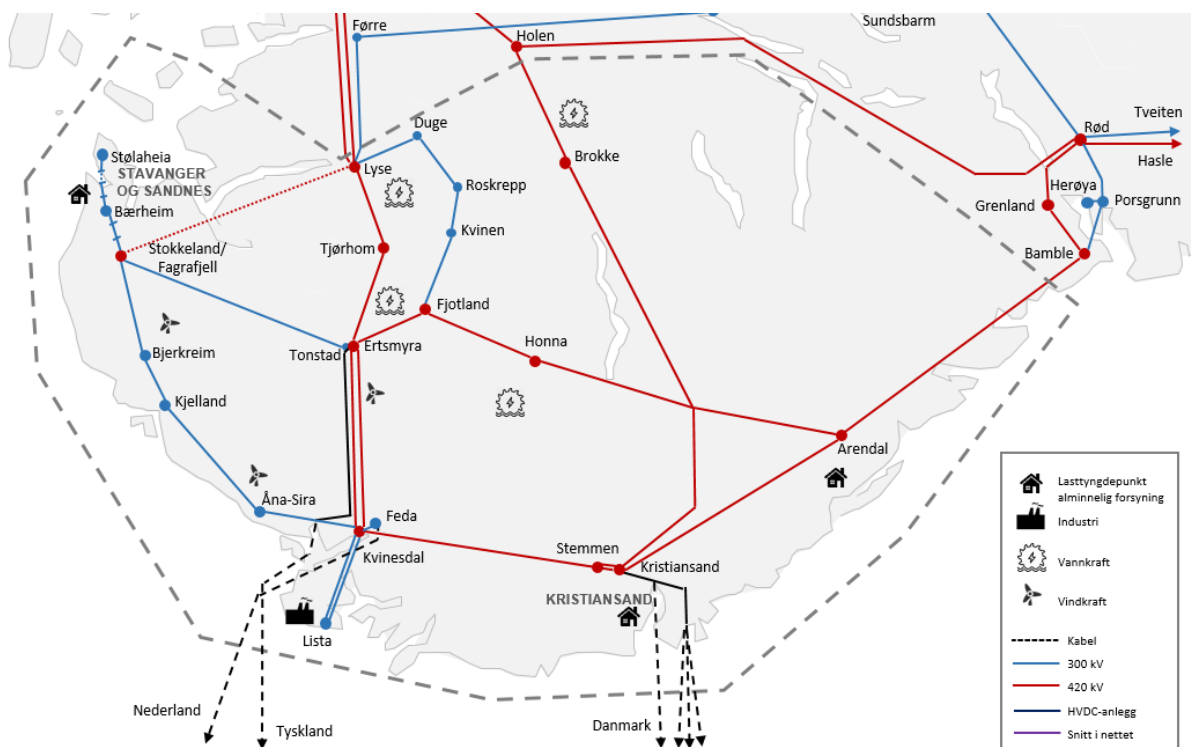 Førre
Holen
Sundsbarm
Tveiten
Rød
Hasle
Duge
Stølaheia
STAVANGER
OG SANDNES
Lyse
Brokke
Roskrepp
Herøya
Porsgrunn
Grenland
Bærheim
Kvinen
Tjørhom
Stokkeland/
Fagrafjell
Bamble
Fjotland
Honna
Tonstad
Ertsmyra
Bjerkreim
Kjelland
Arendal
Åna-Sira
Feda
Kvinesdal
Stemmen
Kristiansand
KRISTIANSAND
Lista
Nederland
Tyskland
Danmark
Lasttyngdepunkt
alminnelig forsyning
Industri
Vannkraft
Vindkraft
Kabel
300 kV
420 kV
HVDC-anlegg
Snitt i nettet